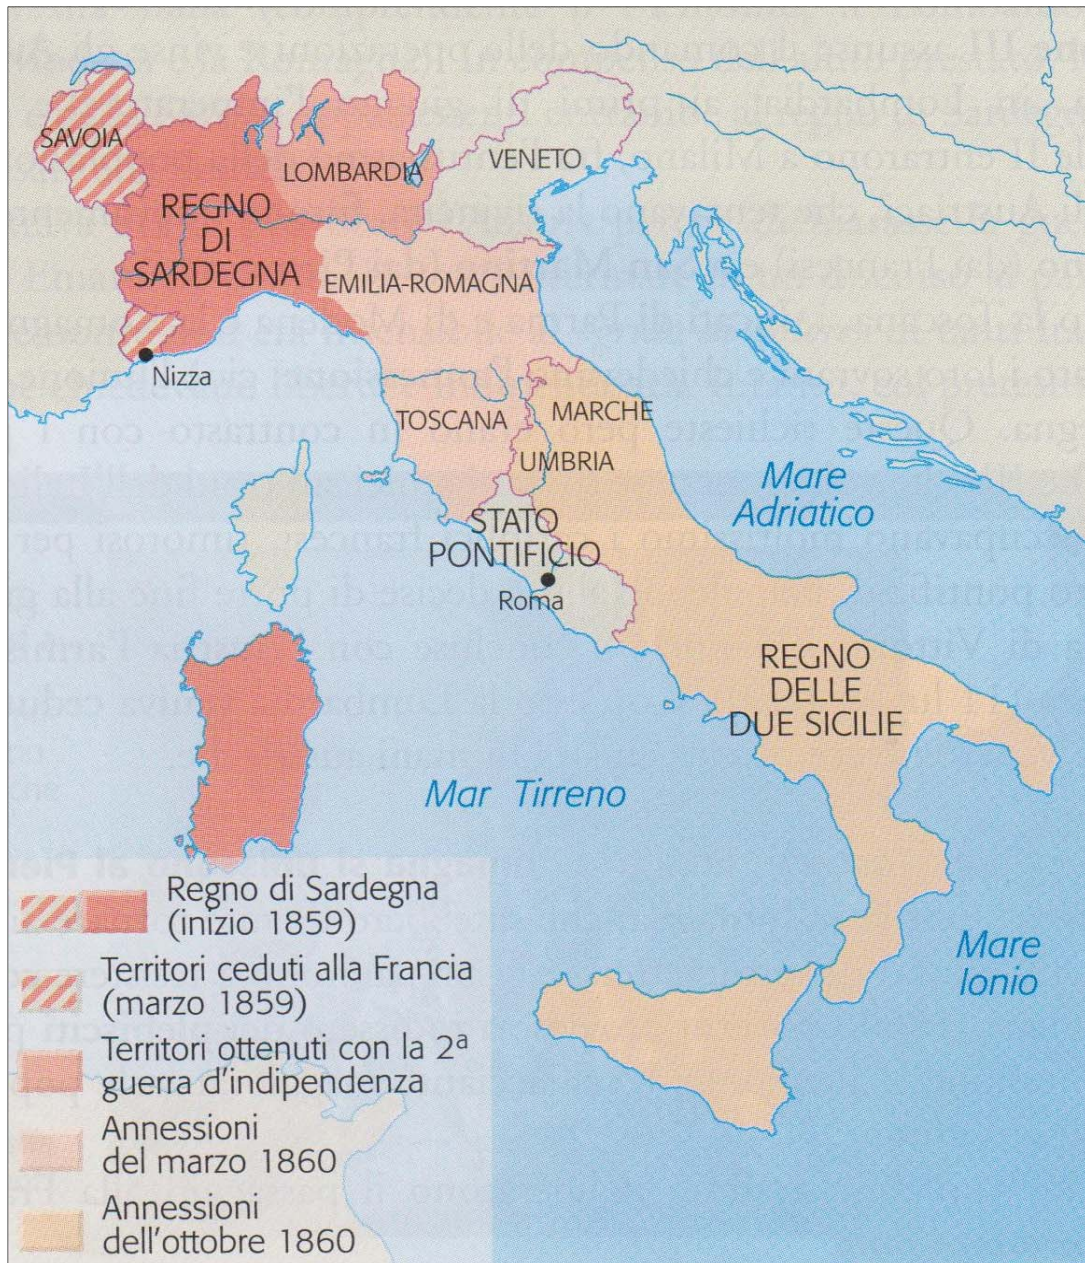 SAVOIA
LOMBARDIA
VENETO
REGNO
DI
SARDEGNA
EMILIA-ROMAGNA
Nizza
TOSCANA
MARCHE
UMBRIA
Mare
Adriatico
STATO
PONTIFICIO
Roma
REGNO
DELLE
DUE SICILIE
Mar Tirreno
Mare
Ionio
Regno di Sardegna
(inizio 1859)
Territori ceduti alla Francia
(marzo 1859)
Territori ottenuti con la 2ª
guerra d'indipendenza
Annessioni
del marzo 1860
Annessioni
dell'ottobre 1860